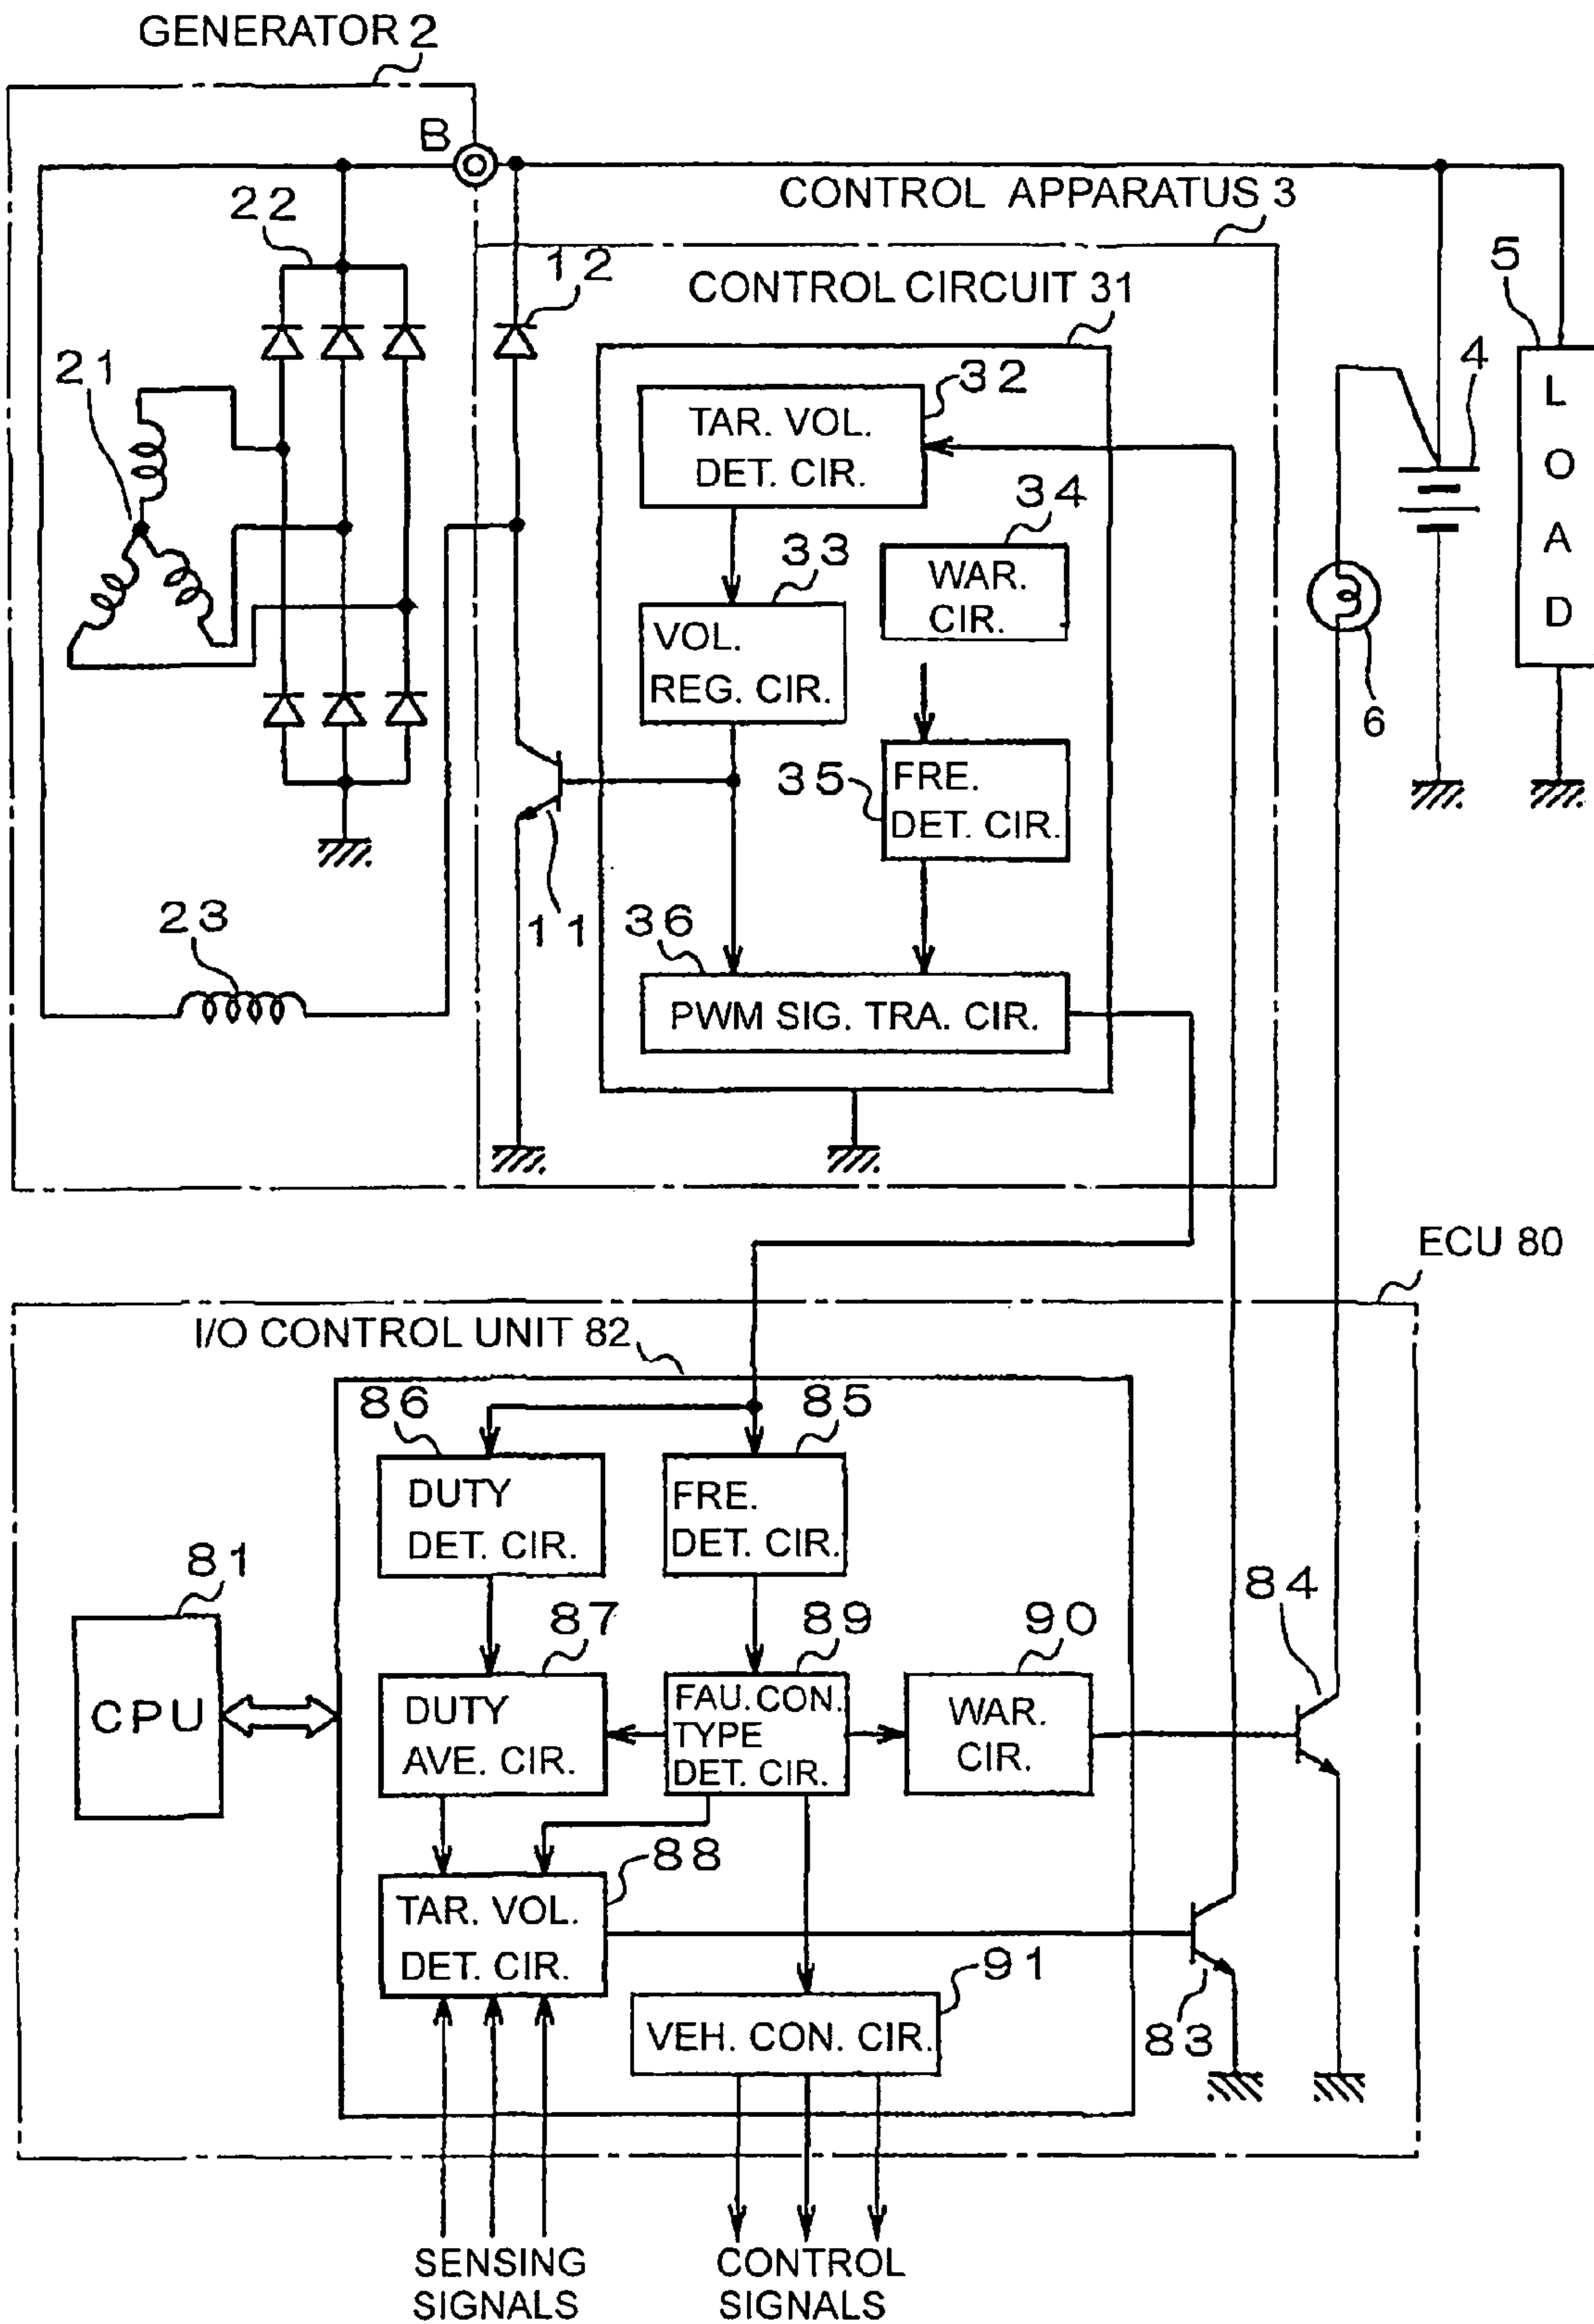 GENERATOR 2
B
CONTROL APPARATUS 3
22
12
CONTROL CIRCUIT 31
5
21
32
4
L
O
A
D
TAR. VOL.
DET. CIR.
34
33
WAR.
CIR.
VOL.
REG. CIR.
6
35
FRE.
DET. CIR.
23
11
36
PWM SIG. TRA. CIR.
ECU 80
I/O CONTROL UNIT 82
86
85
DUTY
DET. CIR.
FRE.
DET. CIR.
81
84
87
89
90
CPU
DUTY
AVE. CIR.
FAU. CON.
TYPE
DET. CIR.
WAR.
CIR.
88
TAR. VOL.
DET. CIR.
91
83
VEH. CON. CIR.
SENSING
SIGNALS
CONTROL
SIGNALS